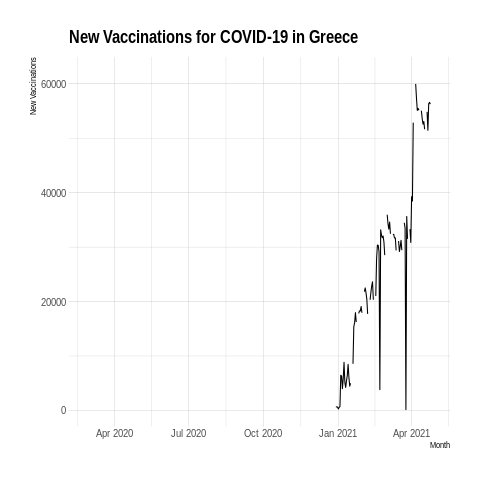 New Vaccinations for COVID-19 in Greece
New Vaccinations
60000
40000
20000
0
Apr 2020 Jul 2020 Oct 2020 Jan 2021 Apr 2021
Month